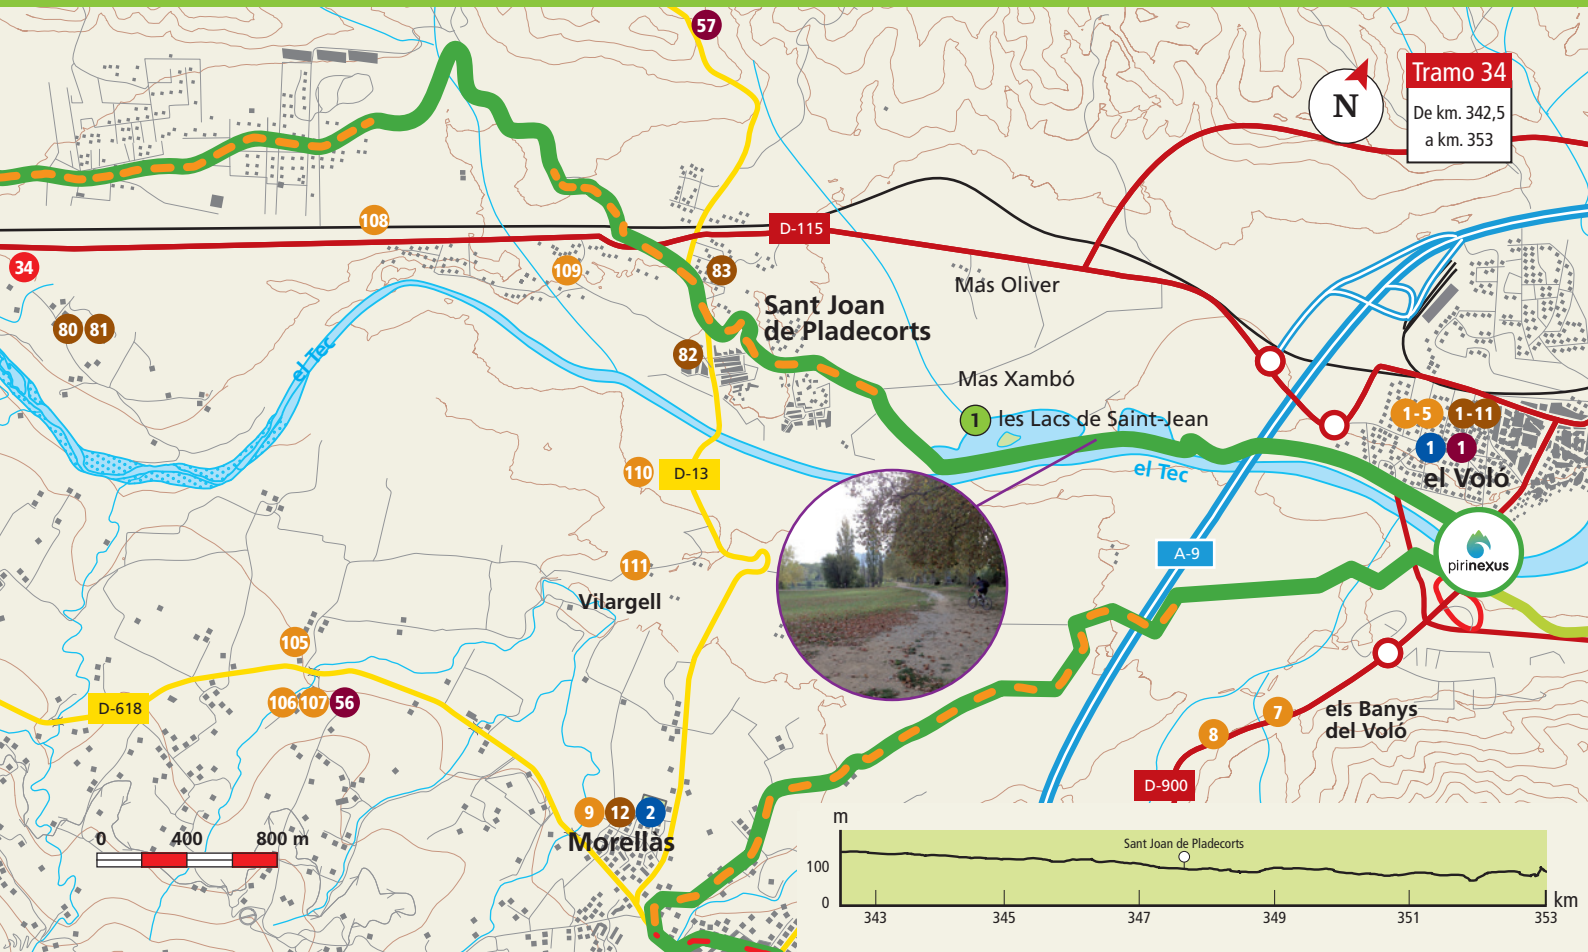 57
Tramo 34
De km. 342,5
a km. 353
N
108
D-115
34
109
83
Mas Oliver
Sant Joan
de Pladecorts
80 81
82
el Tec
Mas Xambó
1 les Lacs de Saint-Jean
1-5 1-11
1 1
el Voló
el Tec
110
D-13
A-9
pirinexus
111
Vilargell
105
106 107 56
D-618
7
8
els Banys
del Voló
D-900
9 12 2
Morellàs
0 400 800 m
m
Sant Joan de Pladecorts
100
0
343 345 347 349 351 353
km